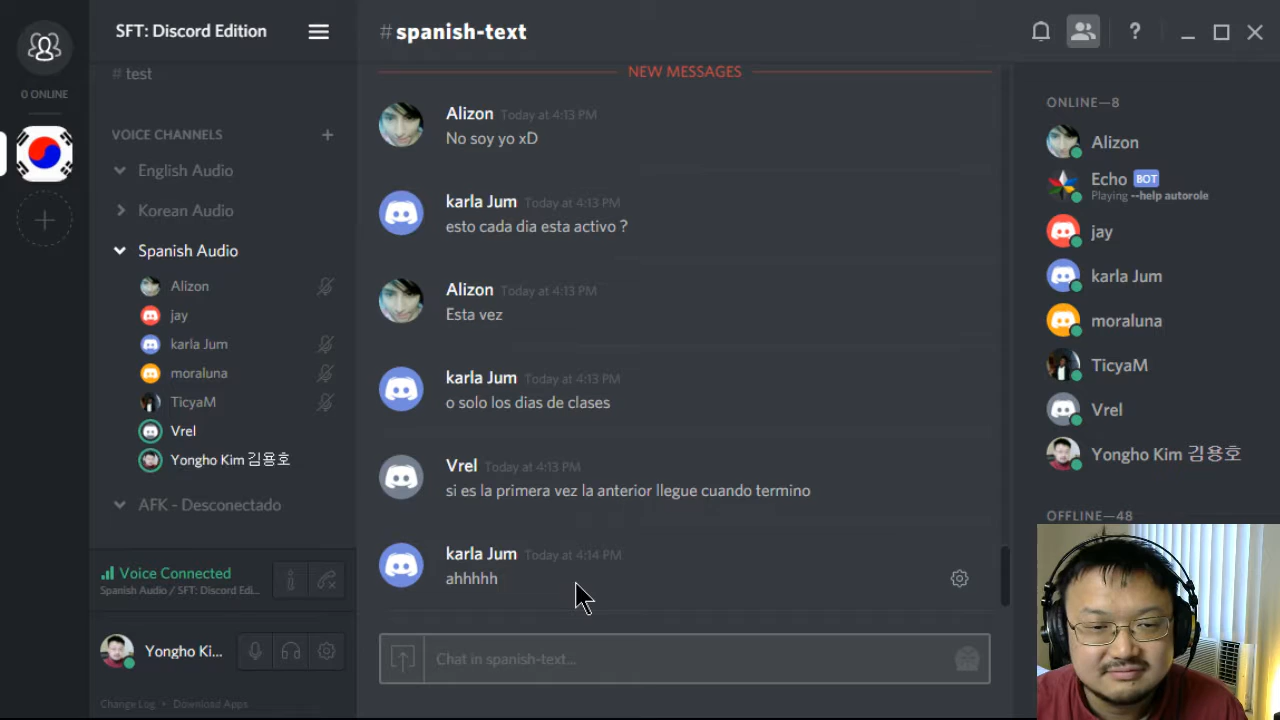 0 ONLINE
SFT: Discord Edition
# test
VOICE CHANNELS
English Audio
Korean Audio
Spanish Audio
Alizon
jay
karla Jum
moraluna
TicyaM
Vrel
Yongho Kim 김용호
AFK - Desconectado
Voice Connected
Spanish Audio / SFT: Discord Edi...
Yongho Ki...
Change Log • Download Apps
# spanish-text
NEW MESSAGES
Alizon Today at 4:13 PM
No soy yo xD
karla Jum Today at 4:13 PM
esto cada dia esta activo ?
Alizon Today at 4:13 PM
Esta vez
karla Jum Today at 4:13 PM
o solo los dias de clases
Vrel Today at 4:13 PM
si es la primera vez la anterior llegue cuando termino
karla Jum Today at 4:14 PM
ahhhhh
Chat in spanish-text...
ONLINE—8
Alizon
Echo BOT
Playing --help autorole
jay
karla Jum
moraluna
TicyaM
Vrel
Yongho Kim 김용호
OFFLINE—48